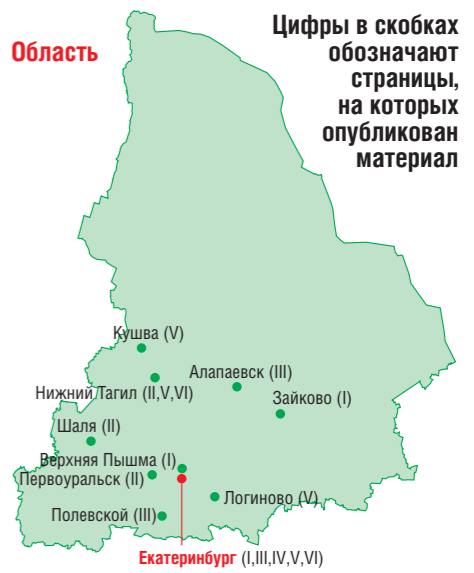 Область
Цифры в скобках
обозначают
страницы,
на которых
опубликован
материал
Кушва (V)
Алапаевск (III)
Нижний Тагил (II,V,VI)
Зайково (I)
Шаля (II)
Верхняя Пышма (I)
Первоуральск (II)
Логиново (V)
Полевской (III)
Екатеринбург (I,III,IV,V,VI)